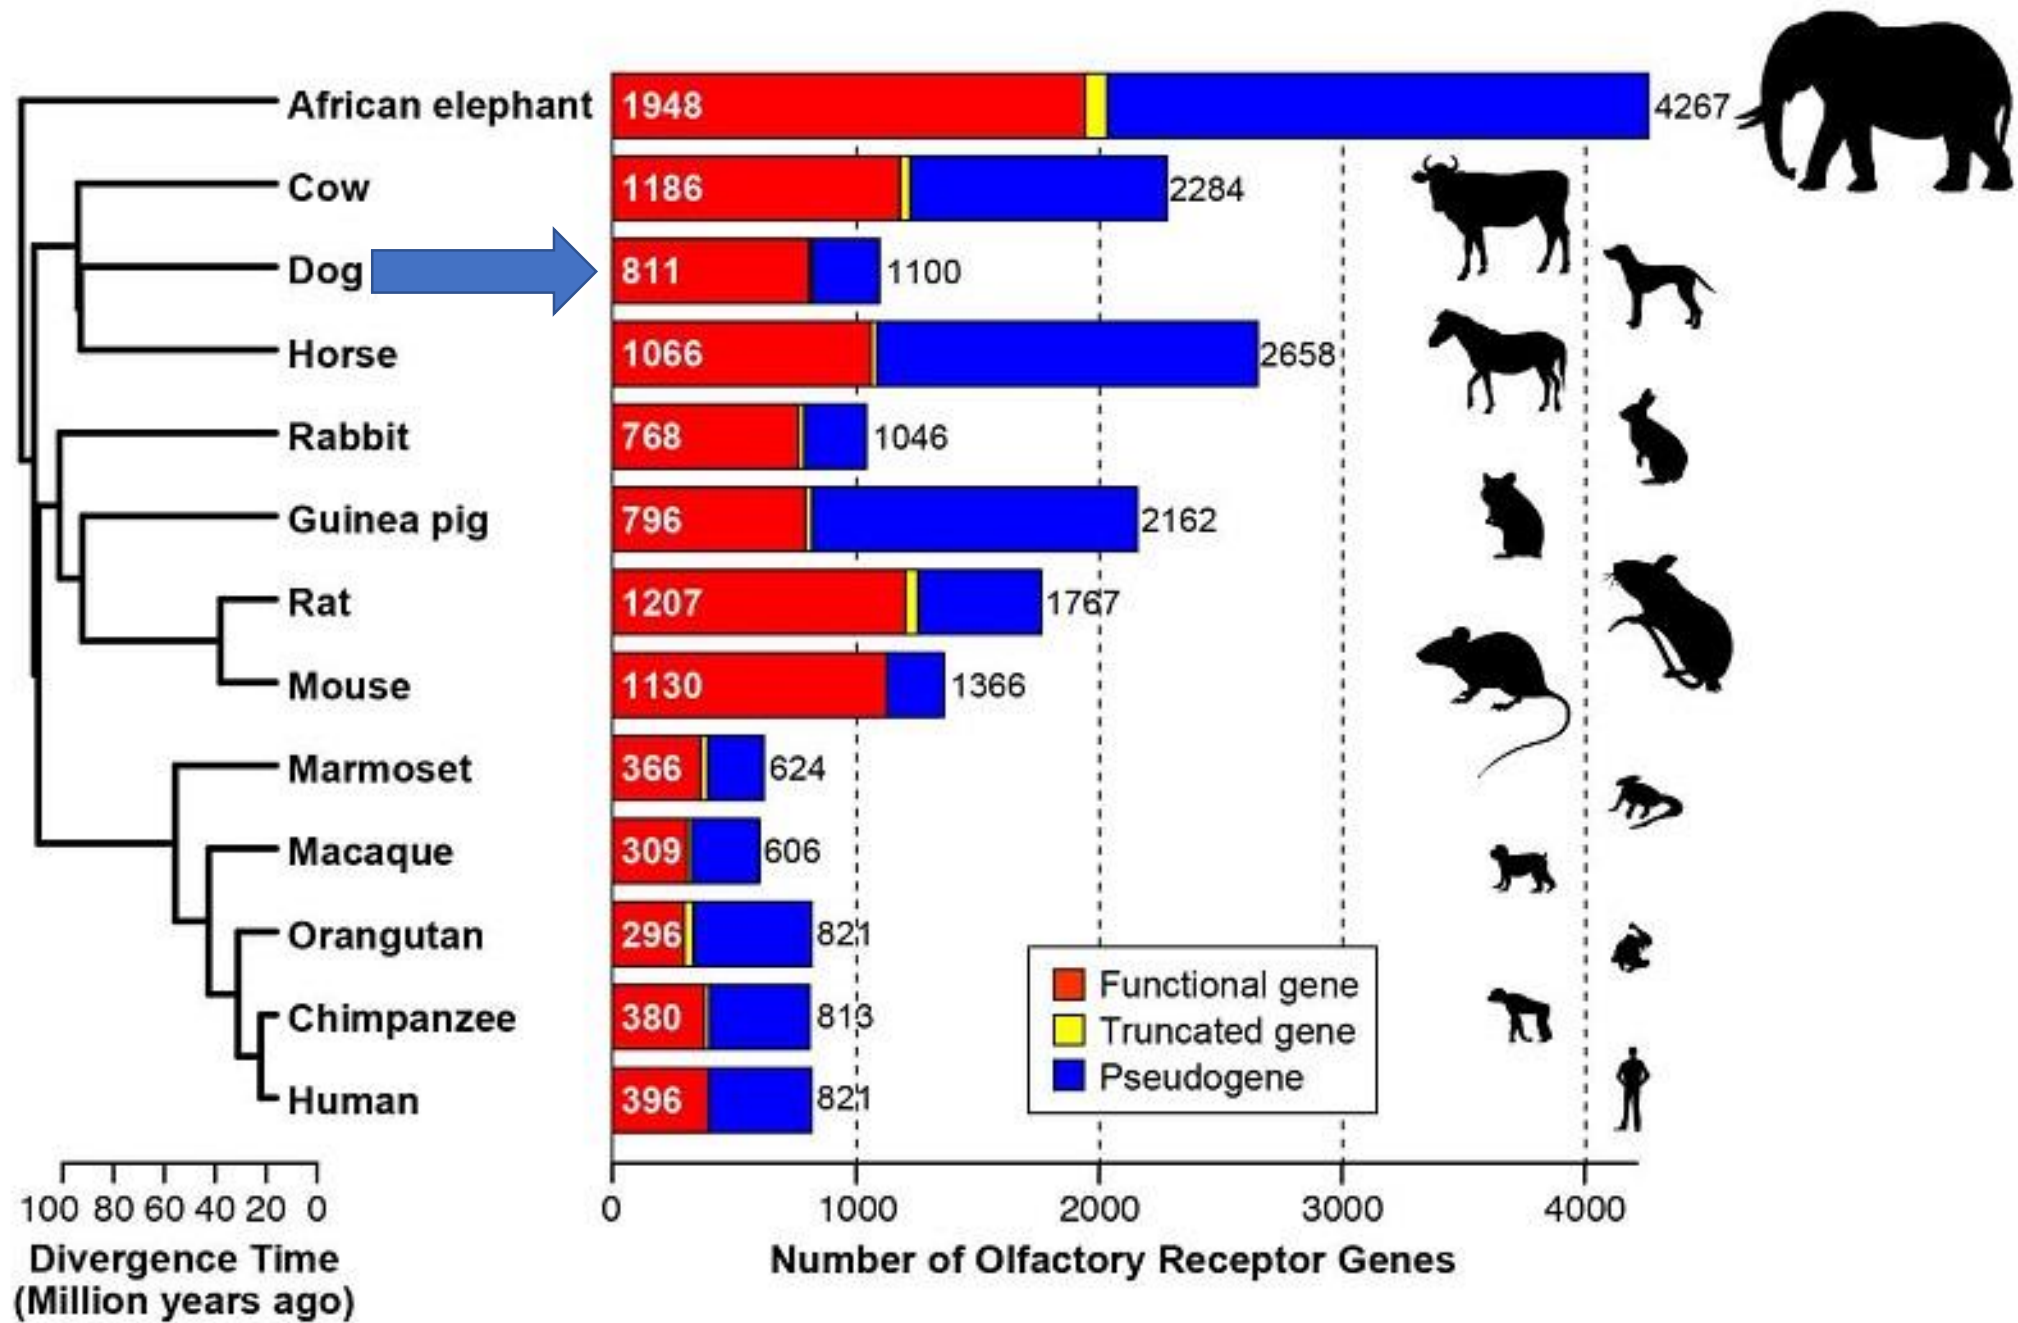 African elephant 1948 4267
Cow 1186 2284
Dog 811 1100
Horse 1066 2658
Rabbit 768 1046
Guinea pig 796 2162
Rat 1207 1767
Mouse 1130 1366
Marmoset 366 624
Macaque 309 606
Orangutan 296 821
Chimpanzee 380 813
Human 396 821
Functional gene
Truncated gene
Pseudogene
100 80 60 40 20 0
Divergence Time
(Million years ago)
0 1000 2000 3000 4000
Number of Olfactory Receptor Genes